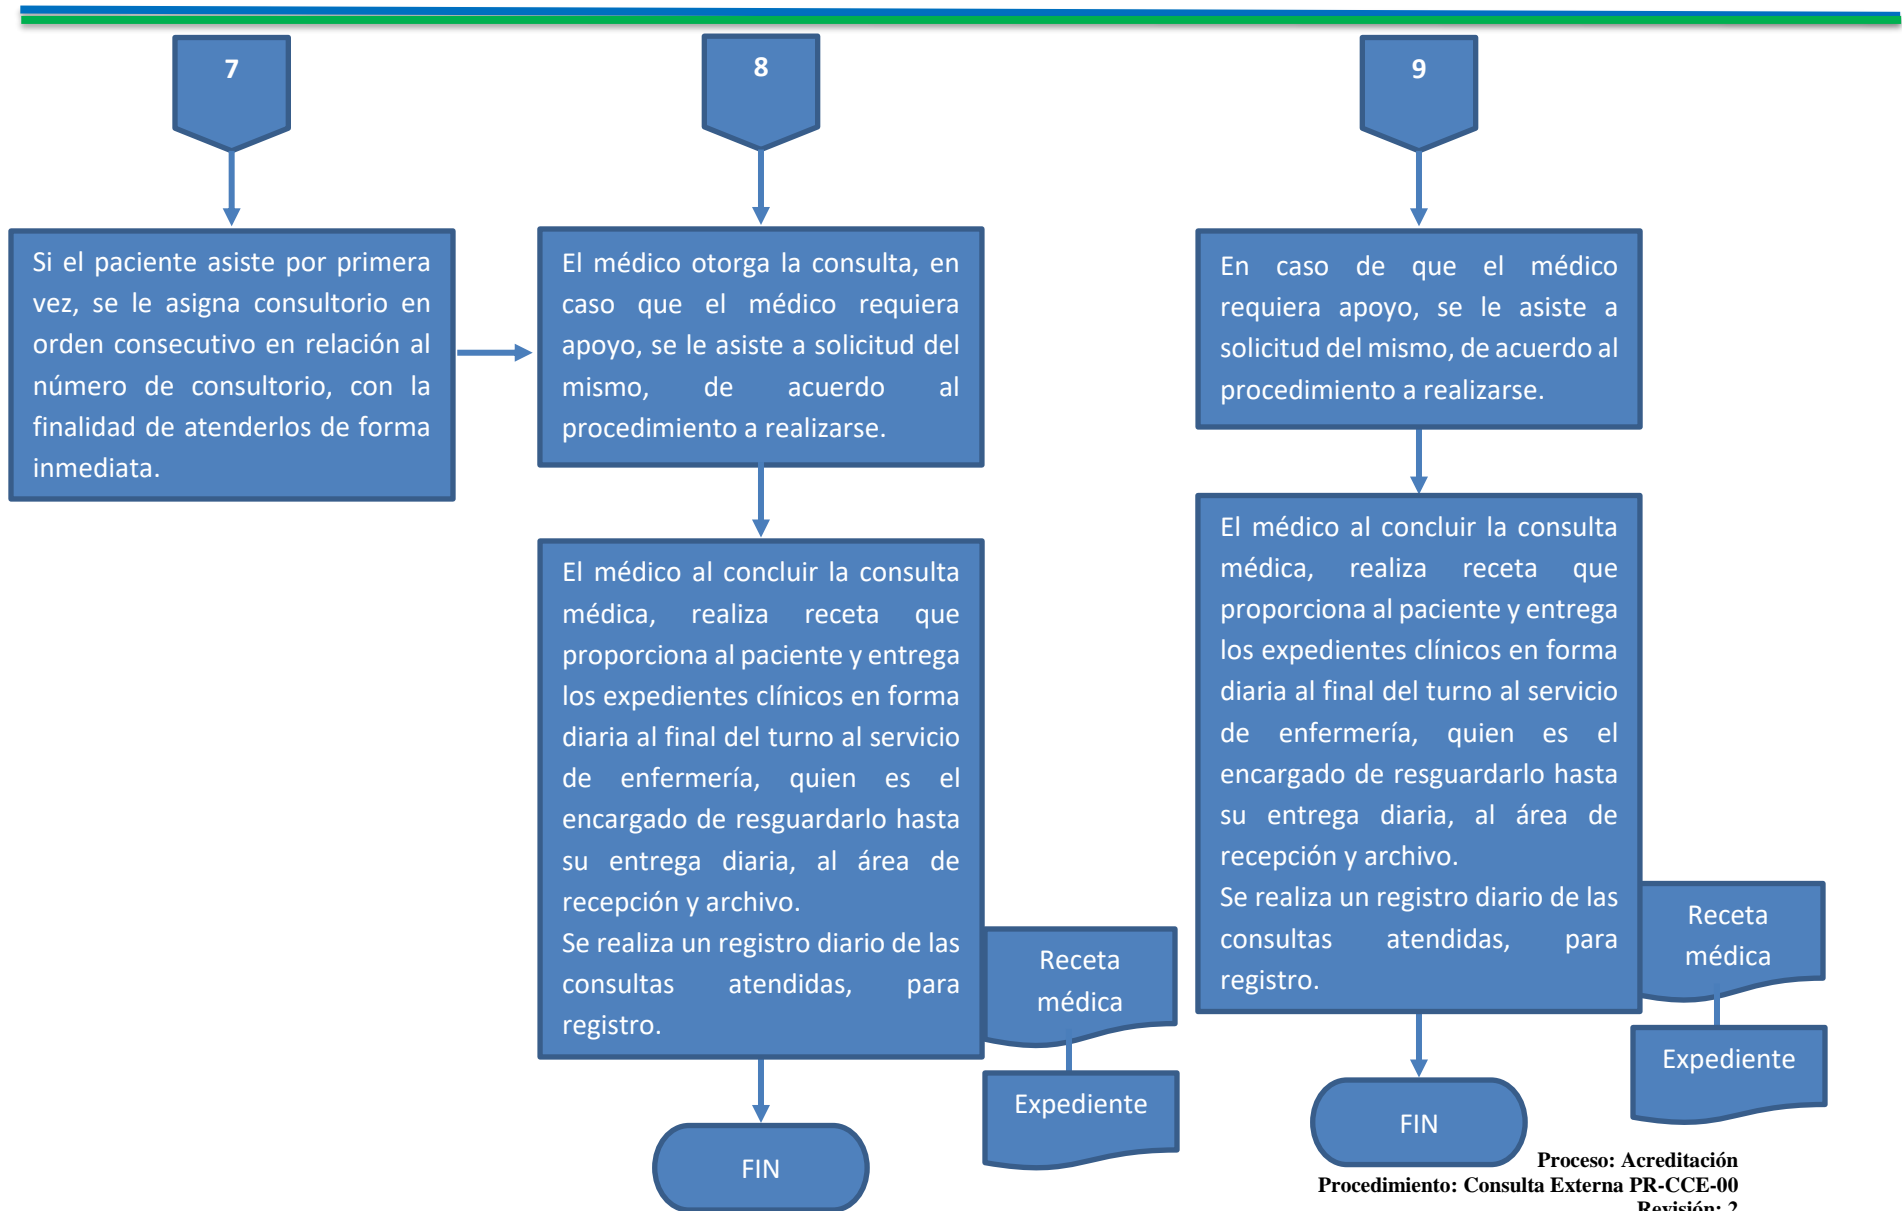 7
Si el paciente asiste por primera
vez, se le asigna consultorio en
orden consecutivo en relación al
número de consultorio, con la
finalidad de atenderlos de forma
inmediata.
8
El médico otorga la consulta, en
caso que el médico requiera
apoyo, se le asiste a solicitud del
mismo, de acuerdo al
procedimiento a realizarse.
El médico al concluir la consulta
médica, realiza receta que
proporciona al paciente y entrega
los expedientes clínicos en forma
diaria al final del turno al servicio
de enfermería, quien es el
encargado de resguardarlo hasta
su entrega diaria, al área de
recepción y archivo.
Se realiza un registro diario de las
consultas atendidas, para
registro.
Receta
médica
Expediente
FIN
9
En caso de que el médico
requiera apoyo, se le asiste a
solicitud del mismo, de acuerdo al
procedimiento a realizarse.
El médico al concluir la consulta
médica, realiza receta que
proporciona al paciente y entrega
los expedientes clínicos en forma
diaria al final del turno al servicio
de enfermería, quien es el
encargado de resguardarlo hasta
su entrega diaria, al área de
recepción y archivo.
Se realiza un registro diario de las
consultas atendidas, para
registro.
Receta
médica
Expediente
FIN
Proceso: Acreditación
Procedimiento: Consulta Externa PR-CCE-00
Revisión: 2